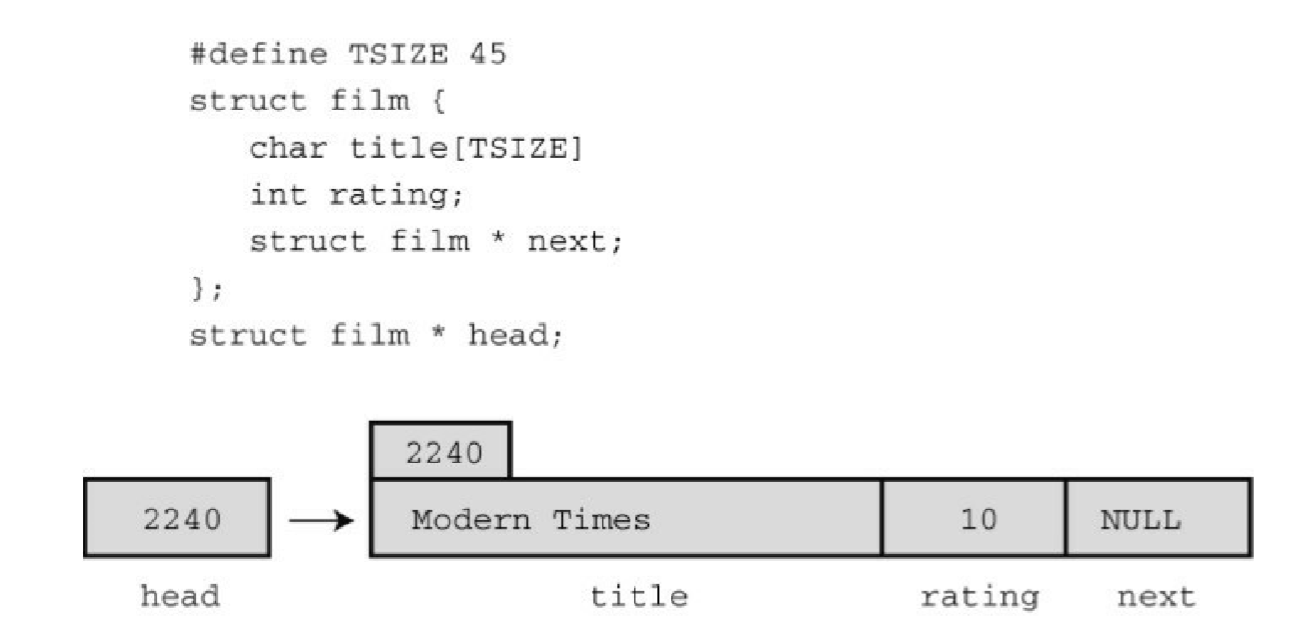 #define TSIZE 45
struct film {
char title[TSIZE]
int rating;
struct film * next;
};
struct film * head;
2240
2240 Modern Times 10 NULL
head title rating next